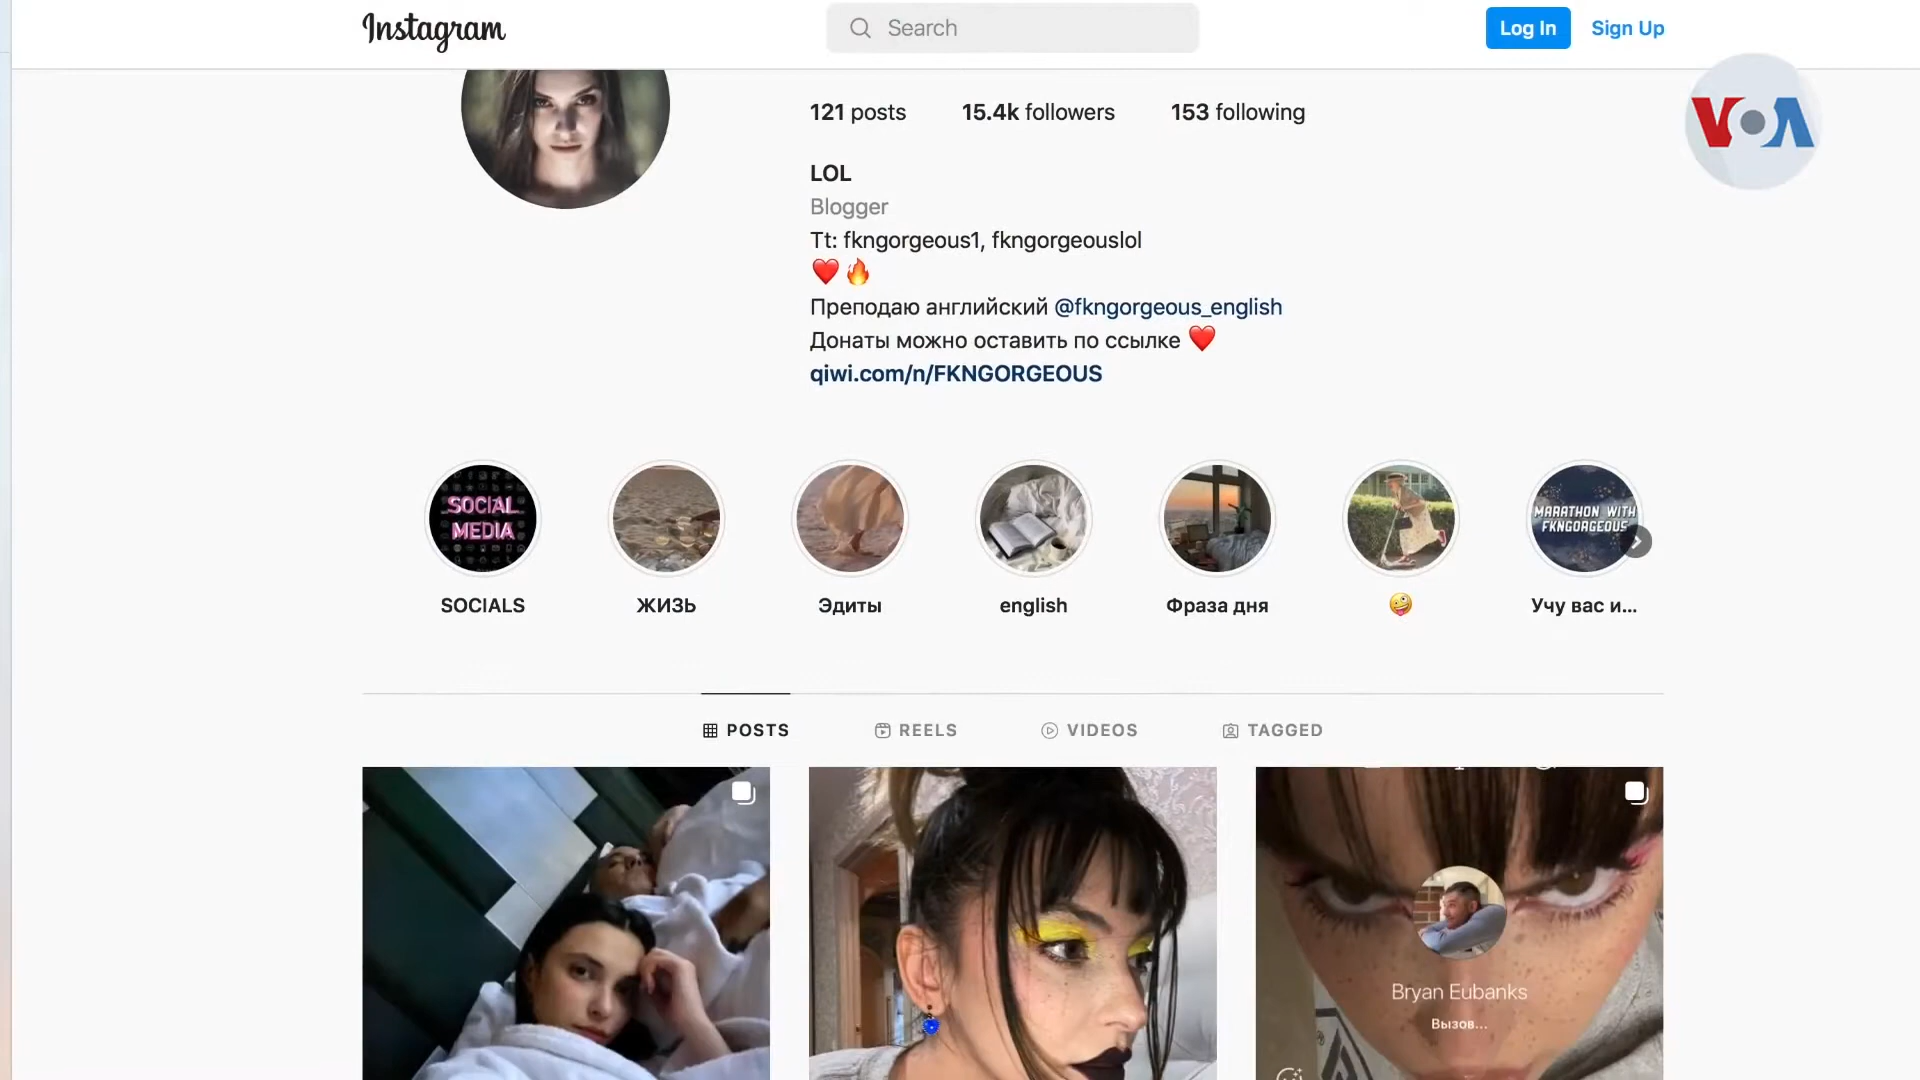 Instagram
Search
Log In
Sign Up
VOA
121 posts
15.4k followers
153 following
LOL
Blogger
Tt: fkngorgeous1, fkngorgeouslol
❤️🔥
Преподаю английский @fkngorgeous_english
Донаты можно оставить по ссылке ❤️
qiwi.com/n/FKNGORGEOUS
SOCIAL
MEDIA
MARATHON WITH
FKNGORGEOUS
SOCIALS
ЖИЗЬ
Эдиты
english
Фраза дня
🤪
Учу вас и...
POSTS
REELS
VIDEOS
TAGGED
Bryan Eubanks
Вызов...